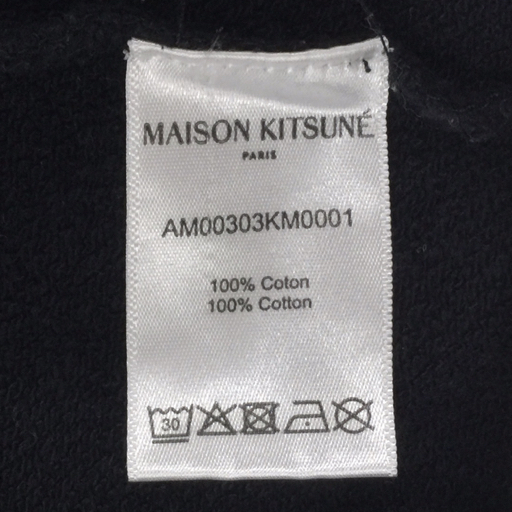 MAISON KITSUNÉ
PARIS
AM00303KM0001
100% Coton
100% Cotton
30